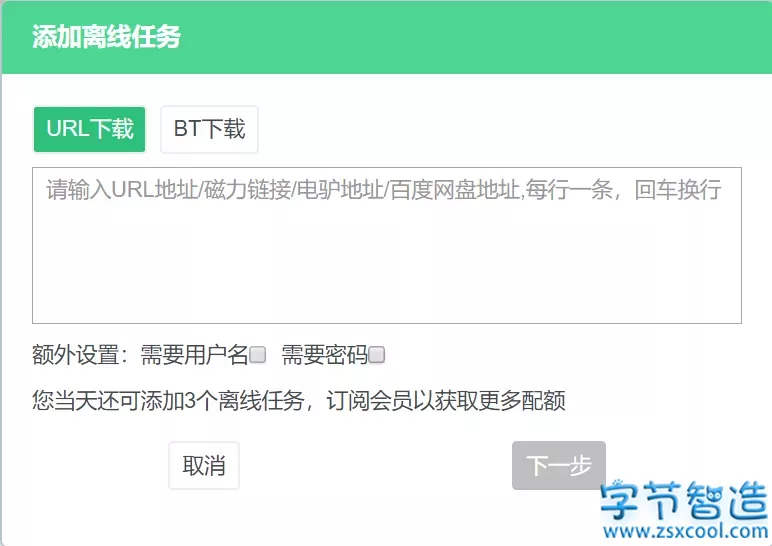 添加离线任务
URL下载 BT下载
请输入URL地址/磁力链接/电驴地址/百度网盘地址,每行一条，回车换行
额外设置：需要用户名 需要密码
您当天还可添加3个离线任务，订阅会员以获取更多配额
取消 下一步
字节智造
www.zsxcool.com